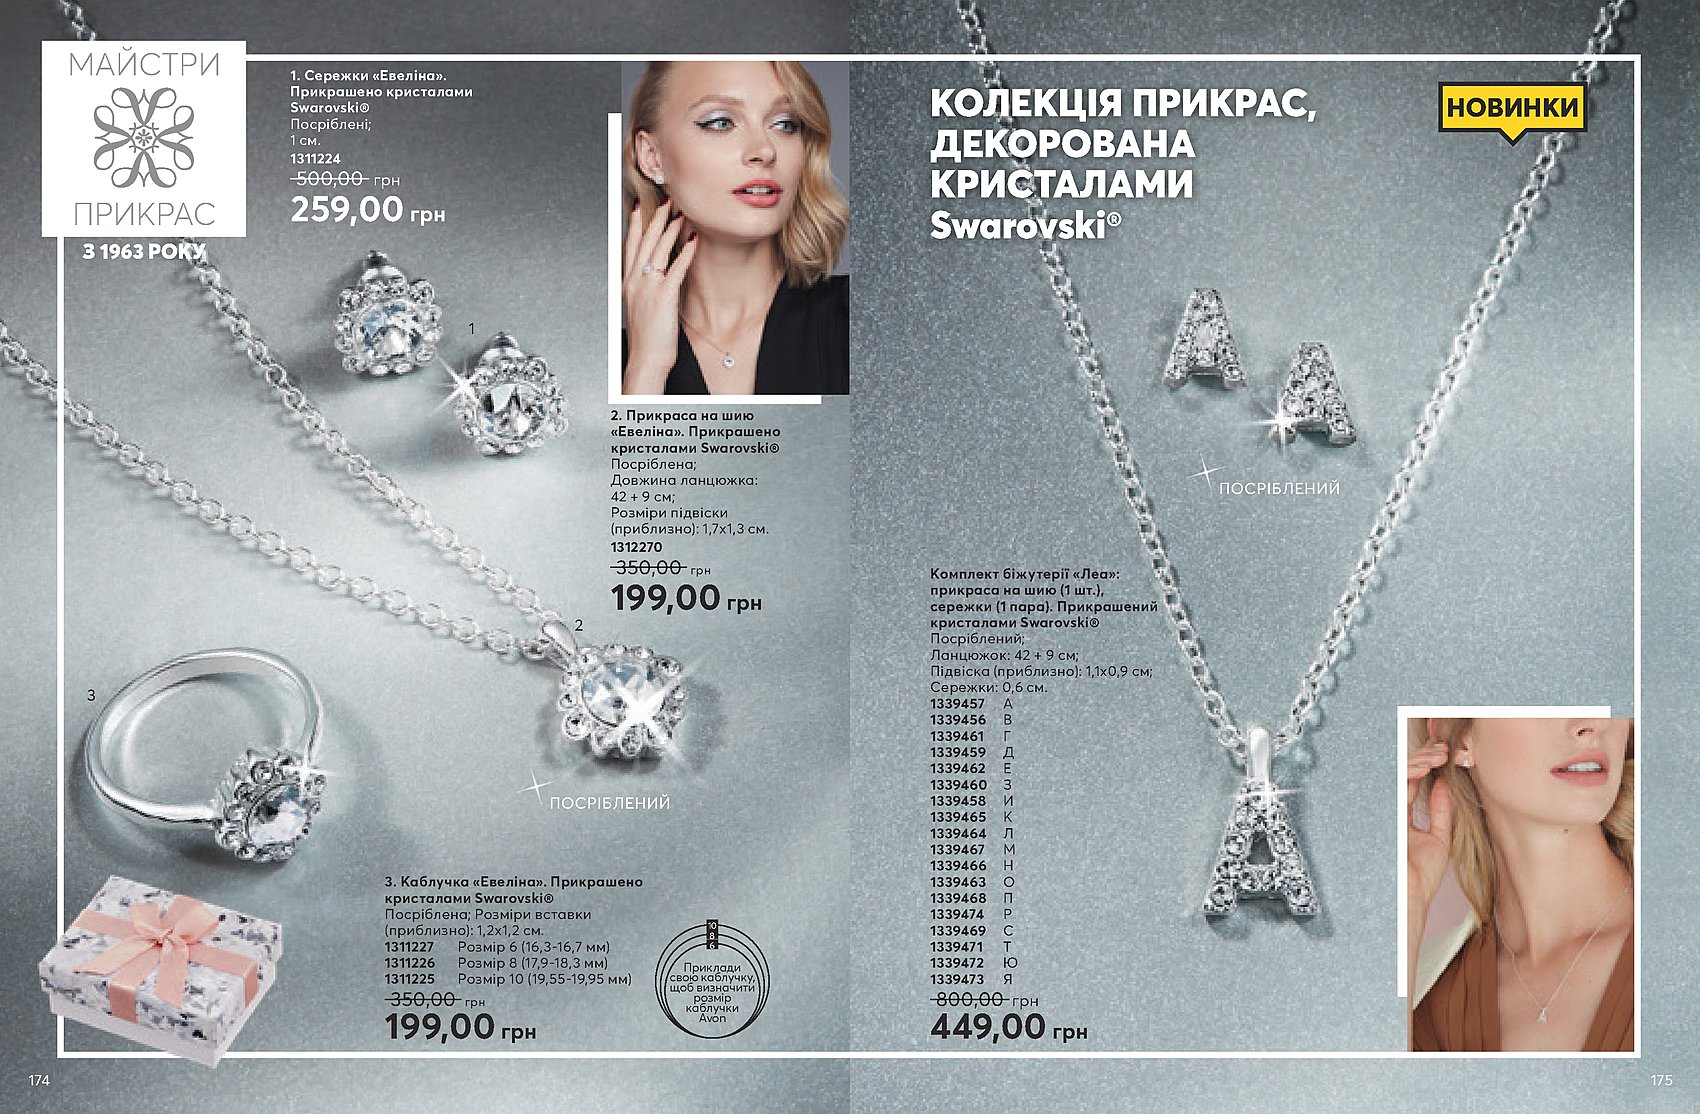 МАЙСТРИ
ПРИКРАС
З 1963 РОКУ
1. Сережки «Евеліна».
Прикрашено кристалами
Swarovski®
Посріблені;
1 см.
1311224
500,00 грн
259,00 грн
1
2. Прикраса на шию
«Евеліна». Прикрашено
кристалами Swarovski®
Посріблена;
Довжина ланцюжка:
42 + 9 см;
Розміри підвіски
(приблизно): 1,7х1,3 см.
1312270
350,00 грн
199,00 грн
2
3
ПОСРІБЛЕНИЙ
3. Каблучка «Евеліна». Прикрашено
кристалами Swarovski®
Посріблена; Розміри вставки
(приблизно): 1,2х1,2 см.
1311227 Розмір 6 (16,3-16,7 мм)
1311226 Розмір 8 (17,9-18,3 мм)
1311225 Розмір 10 (19,55-19,95 мм)
350,00 грн
199,00 грн
10
8
6
Приклади
свою каблучку,
щоб визначити
розмір
каблучки
Avon
174
КОЛЕКЦІЯ ПРИКРАС,
ДЕКОРОВАНА
КРИСТАЛАМИ
Swarovski®
НОВИНКИ
ПОСРІБЛЕНИЙ
Комплект біжутерії «Леа»:
прикраса на шию (1 шт.),
сережки (1 пара). Прикрашений
кристалами Swarovski®
Посріблений;
Ланцюжок: 42 + 9 см;
Підвіска (приблизно): 1,1х0,9 см;
Сережки: 0,6 см.
1339457 А
1339456 В
1339461 Г
1339459 Д
1339462 Е
1339460 З
1339458 И
1339465 К
1339464 Л
1339467 М
1339466 Н
1339463 О
1339468 П
1339474 Р
1339469 С
1339471 Т
1339472 Ю
1339473 Я
800,00 грн
449,00 грн
175